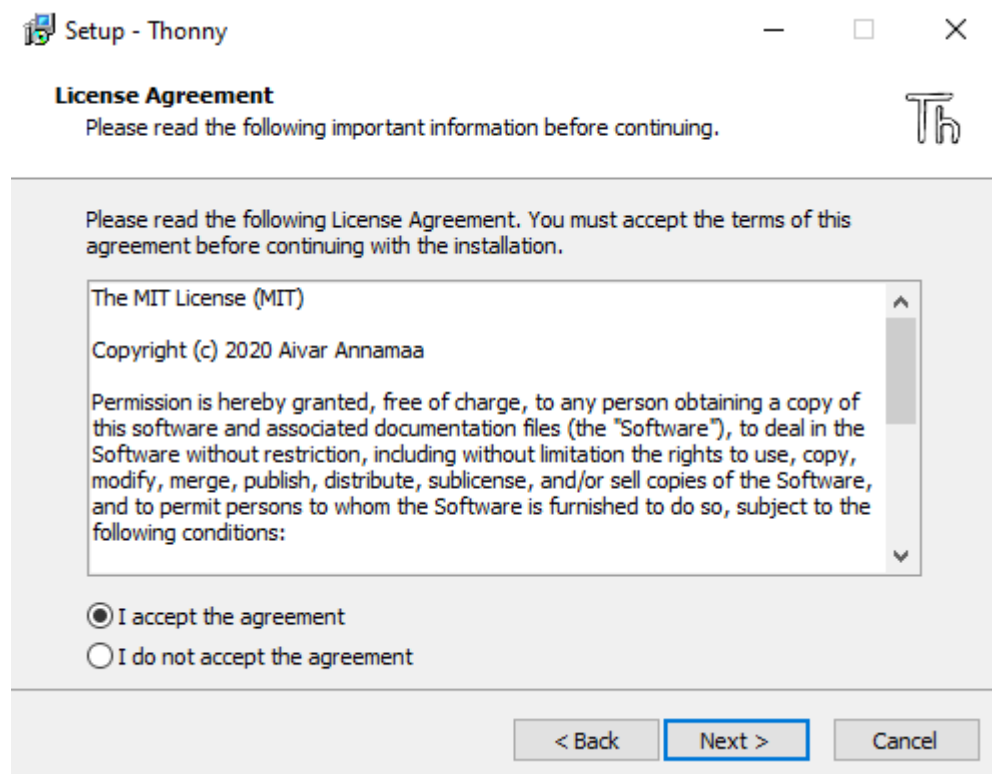 Setup - Thonny
License Agreement
Please read the following important information before continuing.
Th
Please read the following License Agreement. You must accept the terms of this
agreement before continuing with the installation.
The MIT License (MIT)
Copyright (c) 2020 Aivar Annamaa
Permission is hereby granted, free of charge, to any person obtaining a copy of
this software and associated documentation files (the "Software"), to deal in the
Software without restriction, including without limitation the rights to use, copy,
modify, merge, publish, distribute, sublicense, and/or sell copies of the Software,
and to permit persons to whom the Software is furnished to do so, subject to the
following conditions:
I accept the agreement
I do not accept the agreement
< Back Next > Cancel